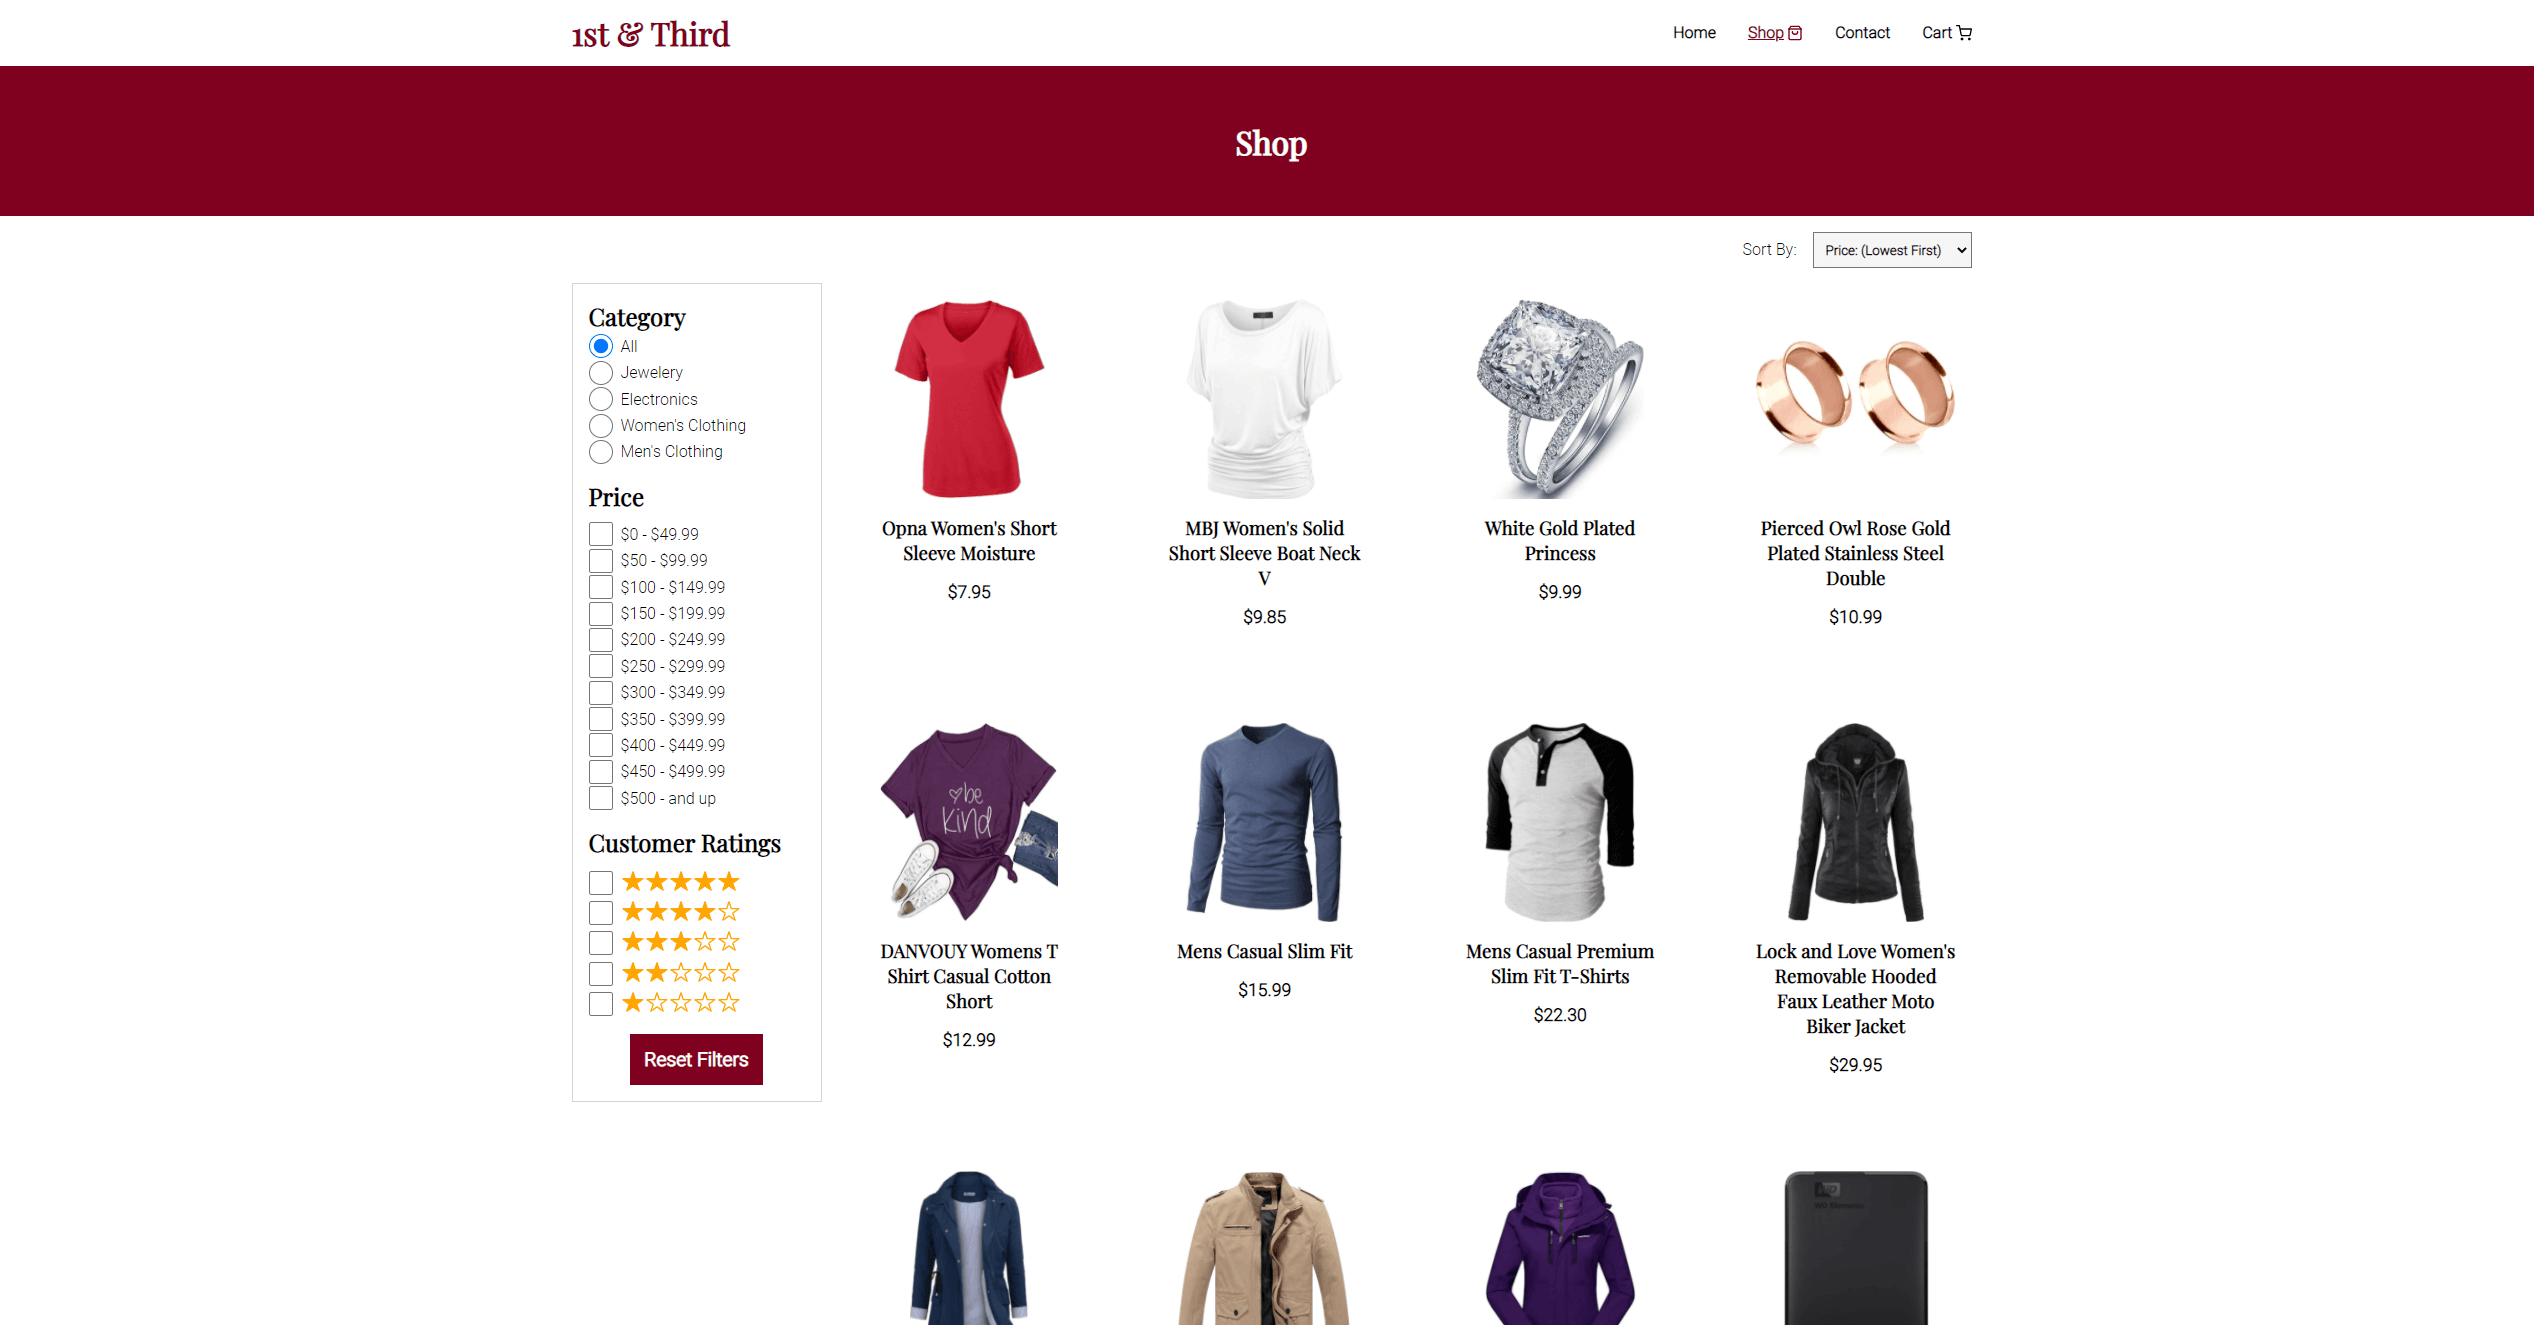 1st & Third
Home
Shop
Contact
Cart
Shop
Sort By:
Price: (Lowest First)
Category
All
Jewelery
Electronics
Women's Clothing
Men's Clothing
Price
$0 - $49.99
$50 - $99.99
$100 - $149.99
$150 - $199.99
$200 - $249.99
$250 - $299.99
$300 - $349.99
$350 - $399.99
$400 - $449.99
$450 - $499.99
$500 - and up
Customer Ratings
Reset Filters
Opna Women's Short
Sleeve Moisture
$7.95
MBJ Women's Solid
Short Sleeve Boat Neck
V
$9.85
White Gold Plated
Princess
$9.99
Pierced Owl Rose Gold
Plated Stainless Steel
Double
$10.99
be
kind
DANVOUY Womens T
Shirt Casual Cotton
Short
$12.99
Mens Casual Slim Fit
$15.99
Mens Casual Premium
Slim Fit T-Shirts
$22.30
Lock and Love Women's
Removable Hooded
Faux Leather Moto
Biker Jacket
$29.95
WD
WD Elements